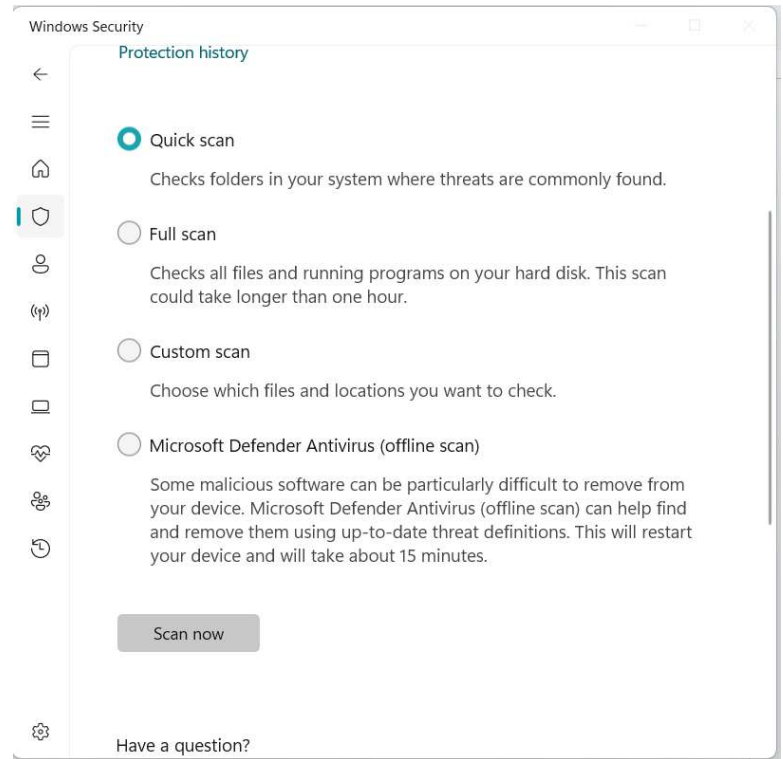 Windows Security
Protection history
Quick scan
Checks folders in your system where threats are commonly found.
Full scan
Checks all files and running programs on your hard disk. This scan
could take longer than one hour.
Custom scan
Choose which files and locations you want to check.
Microsoft Defender Antivirus (offline scan)
Some malicious software can be particularly difficult to remove from
your device. Microsoft Defender Antivirus (offline scan) can help find
and remove them using up-to-date threat definitions. This will restart
your device and will take about 15 minutes.
Scan now
Have a question?